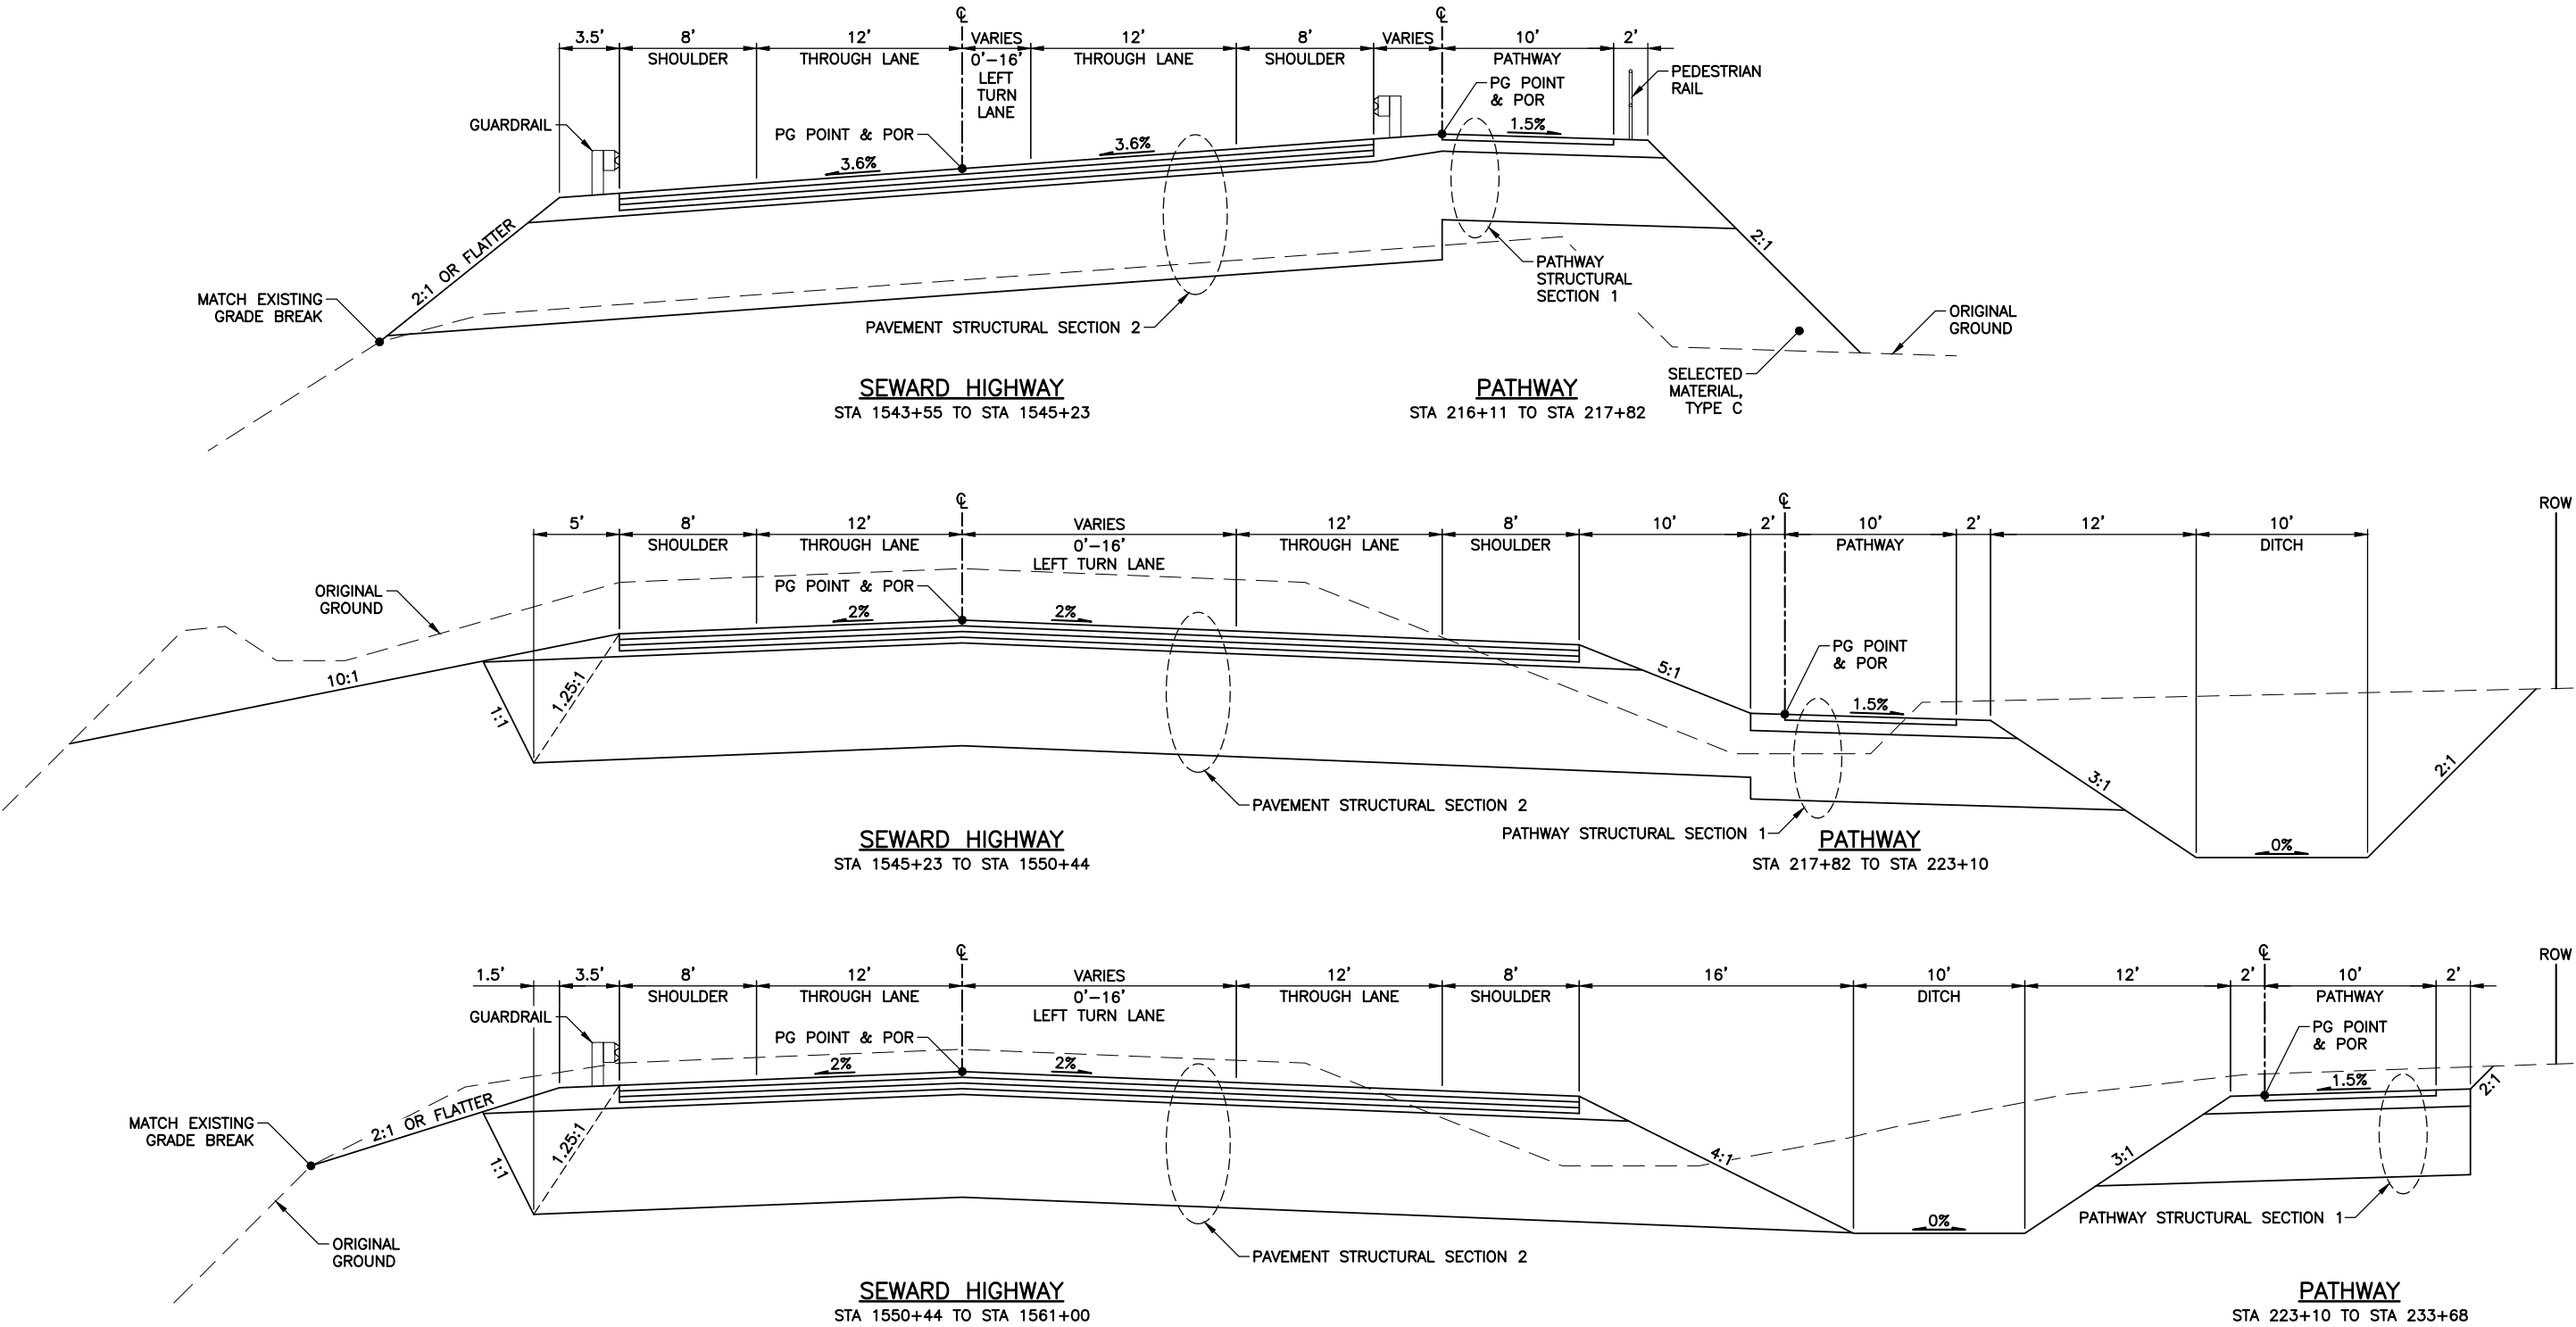 ℄ ℄
3.5' 8' 12' VARIES 12' 8' VARIES 10' 2'
SHOULDER THROUGH LANE 0'-16' THROUGH LANE SHOULDER PATHWAY
LEFT
TURN
LANE
PEDESTRIAN
RAIL
PG POINT
& POR
GUARDRAIL
PG POINT & POR
1.5%
3.6%
3.6%
2:1 OR FLATTER
2:1
MATCH EXISTING
GRADE BREAK
PATHWAY
STRUCTURAL
SECTION 1
PAVEMENT STRUCTURAL SECTION 2
ORIGINAL
GROUND
SELECTED
MATERIAL,
TYPE C
SEWARD HIGHWAY
STA 1543+55 TO STA 1545+23
PATHWAY
STA 216+11 TO STA 217+82
℄ ℄ ROW
5' 8' 12' VARIES 12' 8' 10' 2' 10' 2' 12' 10'
SHOULDER THROUGH LANE 0'-16' THROUGH LANE SHOULDER PATHWAY DITCH
LEFT TURN LANE
ORIGINAL
GROUND
PG POINT & POR
2%
2%
PG POINT
& POR
10:1
1:1
1.25:1
5:1
1.5%
3:1
2:1
0%
PAVEMENT STRUCTURAL SECTION 2
PATHWAY STRUCTURAL SECTION 1
SEWARD HIGHWAY
STA 1545+23 TO STA 1550+44
PATHWAY
STA 217+82 TO STA 223+10
℄ ℄ ROW
1.5' 3.5' 8' 12' VARIES 12' 8' 16' 10' 12' 2' 10' 2'
SHOULDER THROUGH LANE 0'-16' THROUGH LANE SHOULDER DITCH PATHWAY
LEFT TURN LANE
GUARDRAIL
PG POINT & POR
PG POINT
& POR
2%
2%
1.5%
2:1
2:1 OR FLATTER
MATCH EXISTING
GRADE BREAK
1:1
1.25:1
4:1
3:1
0%
PATHWAY STRUCTURAL SECTION 1
ORIGINAL
GROUND
PAVEMENT STRUCTURAL SECTION 2
SEWARD HIGHWAY
STA 1550+44 TO STA 1561+00
PATHWAY
STA 223+10 TO STA 233+68